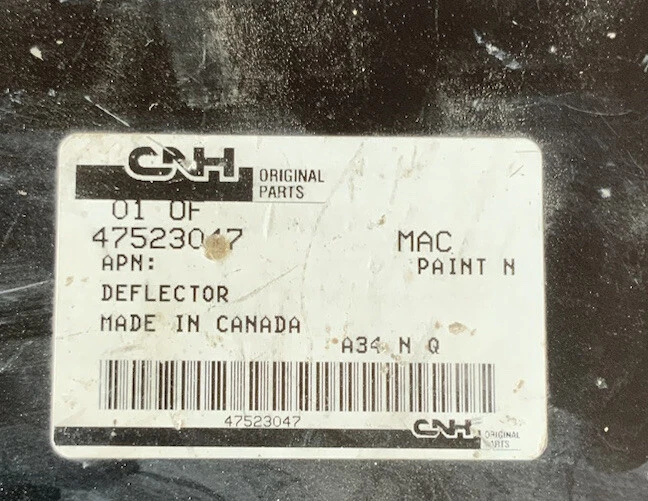 CNH ORIGINAL
PARTS
01 OF
47523047 MAC
APN: PAINT N
DEFLECTOR
MADE IN CANADA
A34 N Q
47523047
CNH ORIGINAL
PARTS